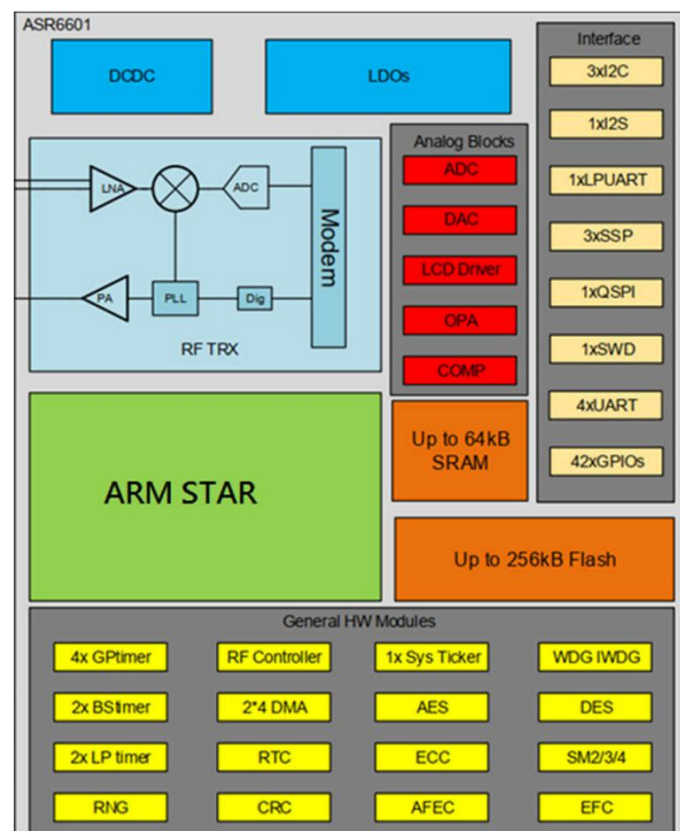 ASR6601
DCDC
LDOs
LNA
ADC
Modem
PA
PLL
Dig
RF TRX
Analog Blocks
ADC
DAC
LCD Driver
OPA
COMP
Interface
3xI2C
1xI2S
1xLPUART
3xSSP
1xQSPI
1xSWD
4xUART
42xGPIOs
ARM STAR
Up to 64kB
SRAM
Up to 256kB Flash
General HW Modules
4x GPtimer
RF Controller
1x Sys Ticker
WDG IWDG
2x BStimer
2*4 DMA
AES
DES
2x LP timer
RTC
ECC
SM2/3/4
RNG
CRC
AFEC
EFC